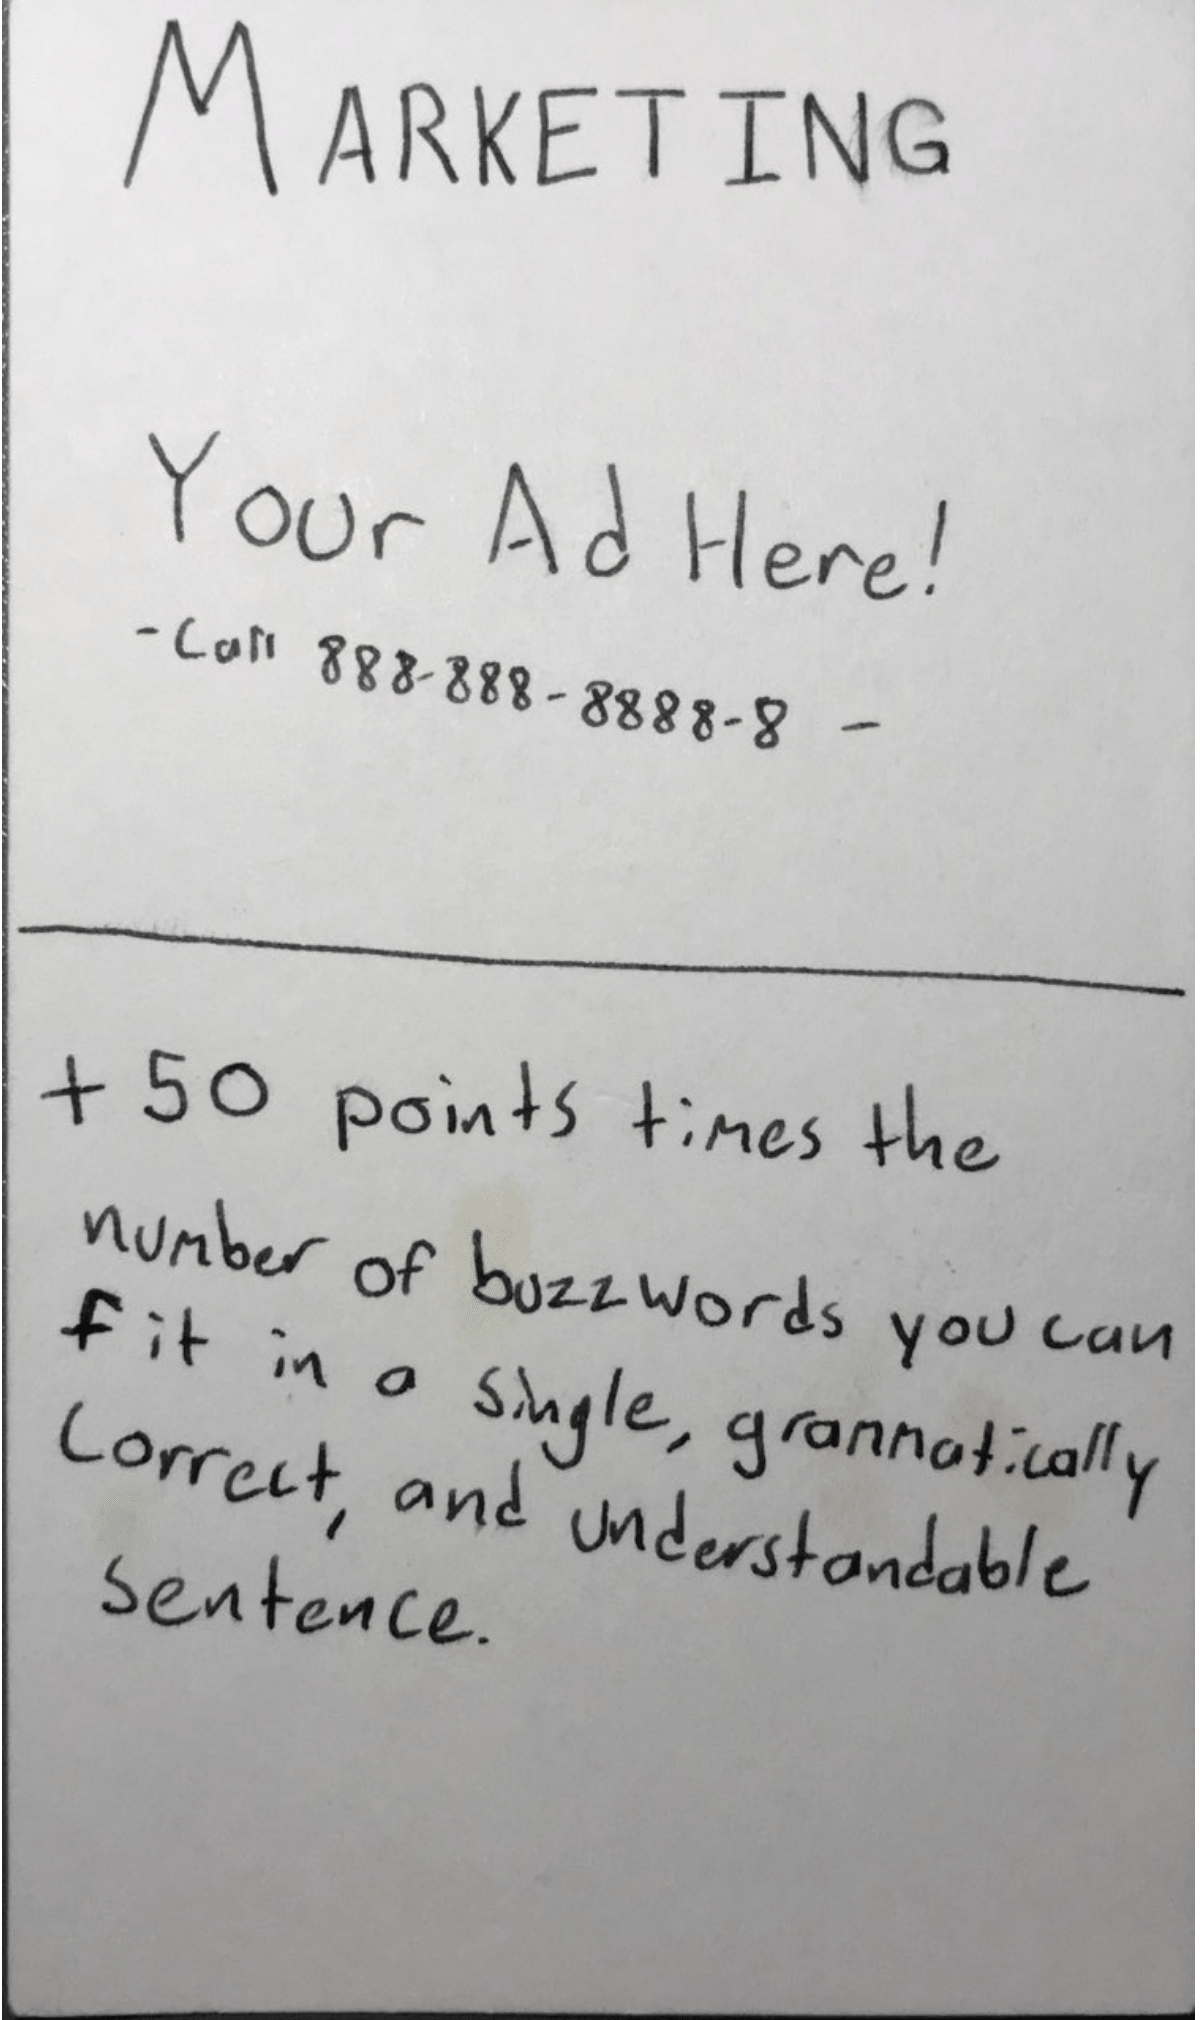 MARKETING
Your Ad Here!
-Call 888-888-8888-8 -
+ 50 points times the
number of buzzwords you can
fit in a single, grammatically
correct, and understandable
sentence.